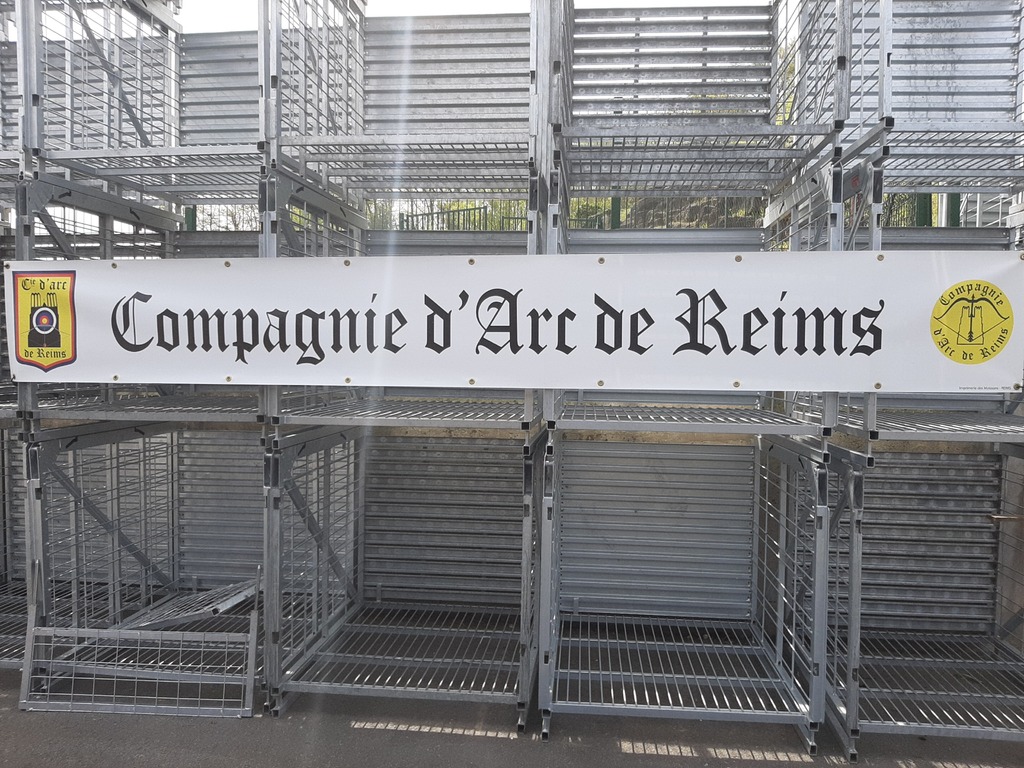 Cie d'arc
de Reims
Compagnie d'Arc de Reims
Compagnie
d'Arc de Reims